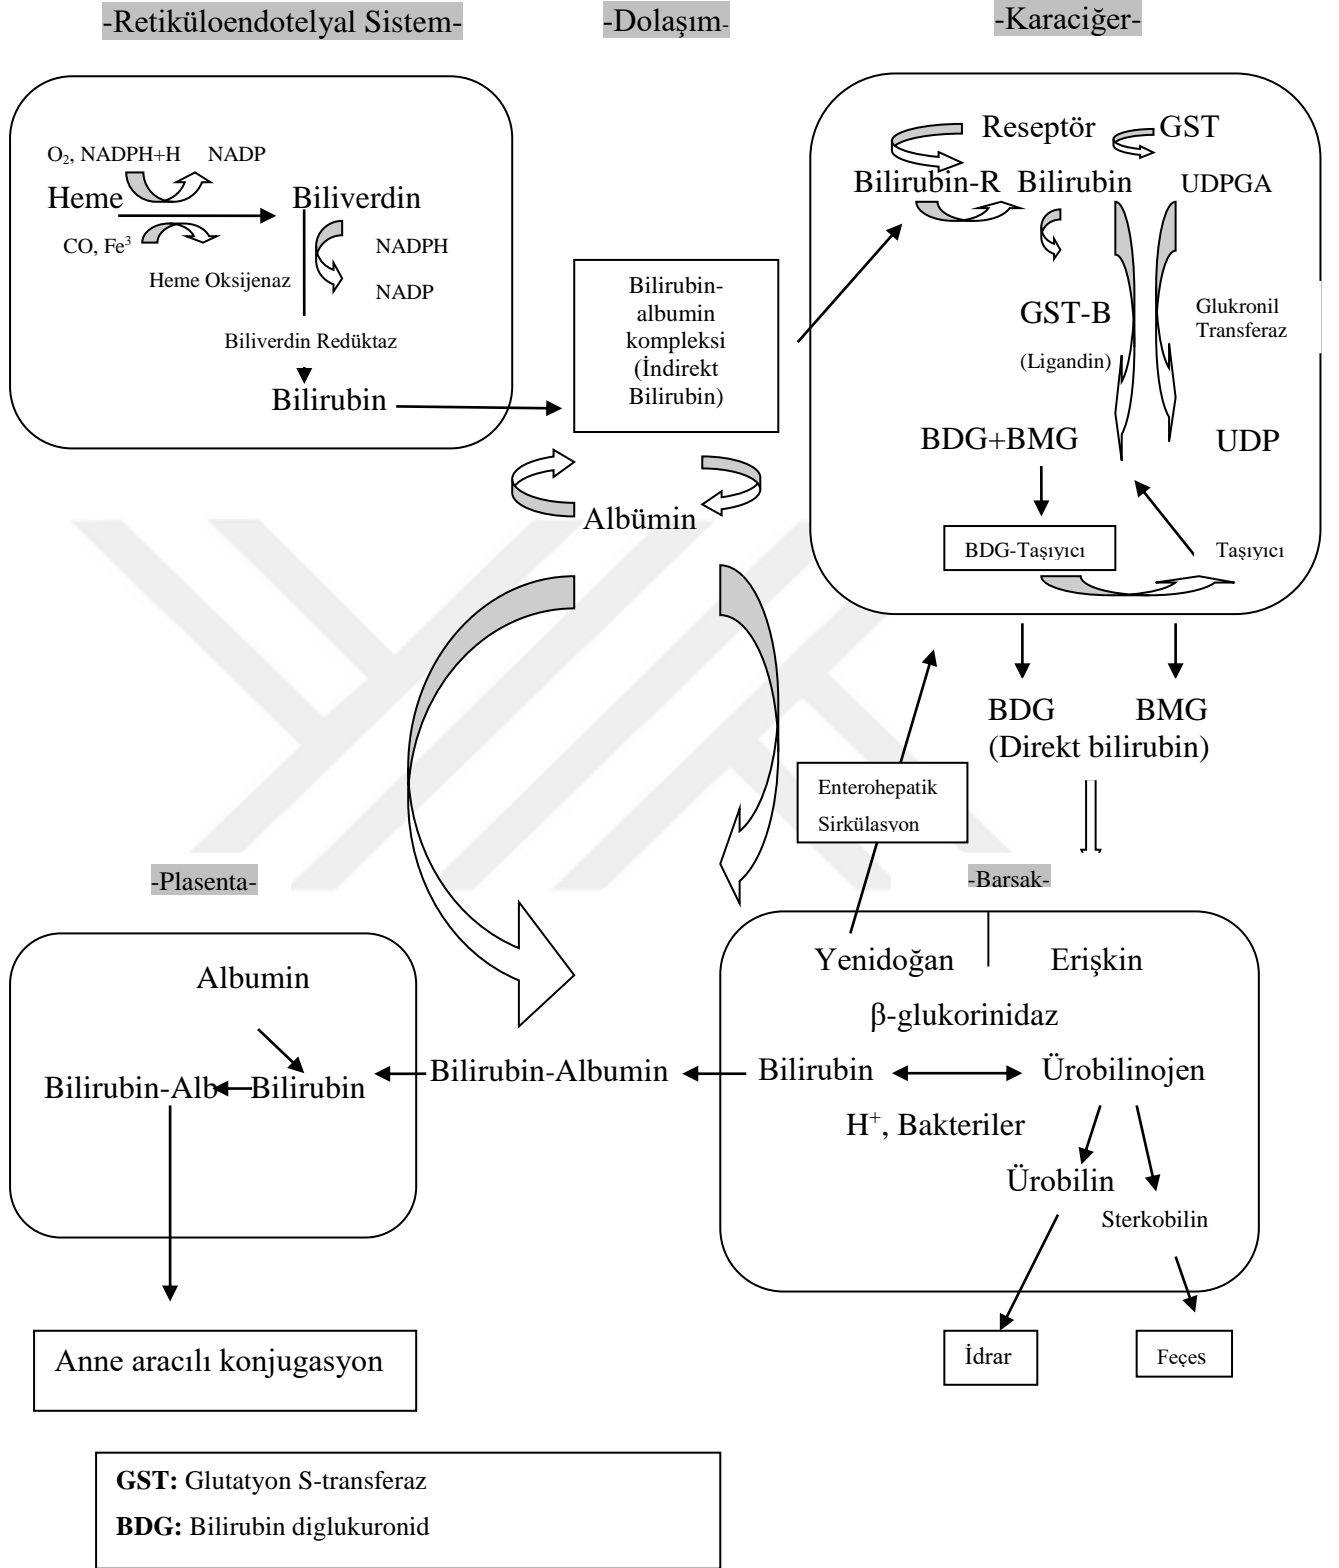 -Retiküloendotelyal Sistem-
-Dolaşım-
-Karaciğer-
O₂, NADPH+H NADP
Heme
Biliverdin
CO, Fe³
Heme Oksijenaz
NADPH
NADP
Biliverdin Redüktaz
Bilirubin
Bilirubin-
albumin
kompleksi
(İndirekt
Bilirubin)
Albümin
Reseptör
GST
Bilirubin-R
Bilirubin
UDPGA
GST-B
(Ligandin)
Glukronil
Transferaz
BDG+BMG
UDP
BDG-Taşıyıcı
Taşıyıcı
BDG
BMG
(Direkt bilirubin)
Enterohepatik
Sirkülasyon
-Plasenta-
-Barsak-
Albumin
Bilirubin-Alb
Bilirubin
Bilirubin-Albumin
Yenidoğan
Erişkin
β-glukorinidaz
Bilirubin
Ürobilinojen
H⁺, Bakteriler
Ürobilin
Sterkobilin
İdrar
Feçes
Anne aracılı konjugasyon
GST: Glutatyon S-transferaz
BDG: Bilirubin diglukuronid